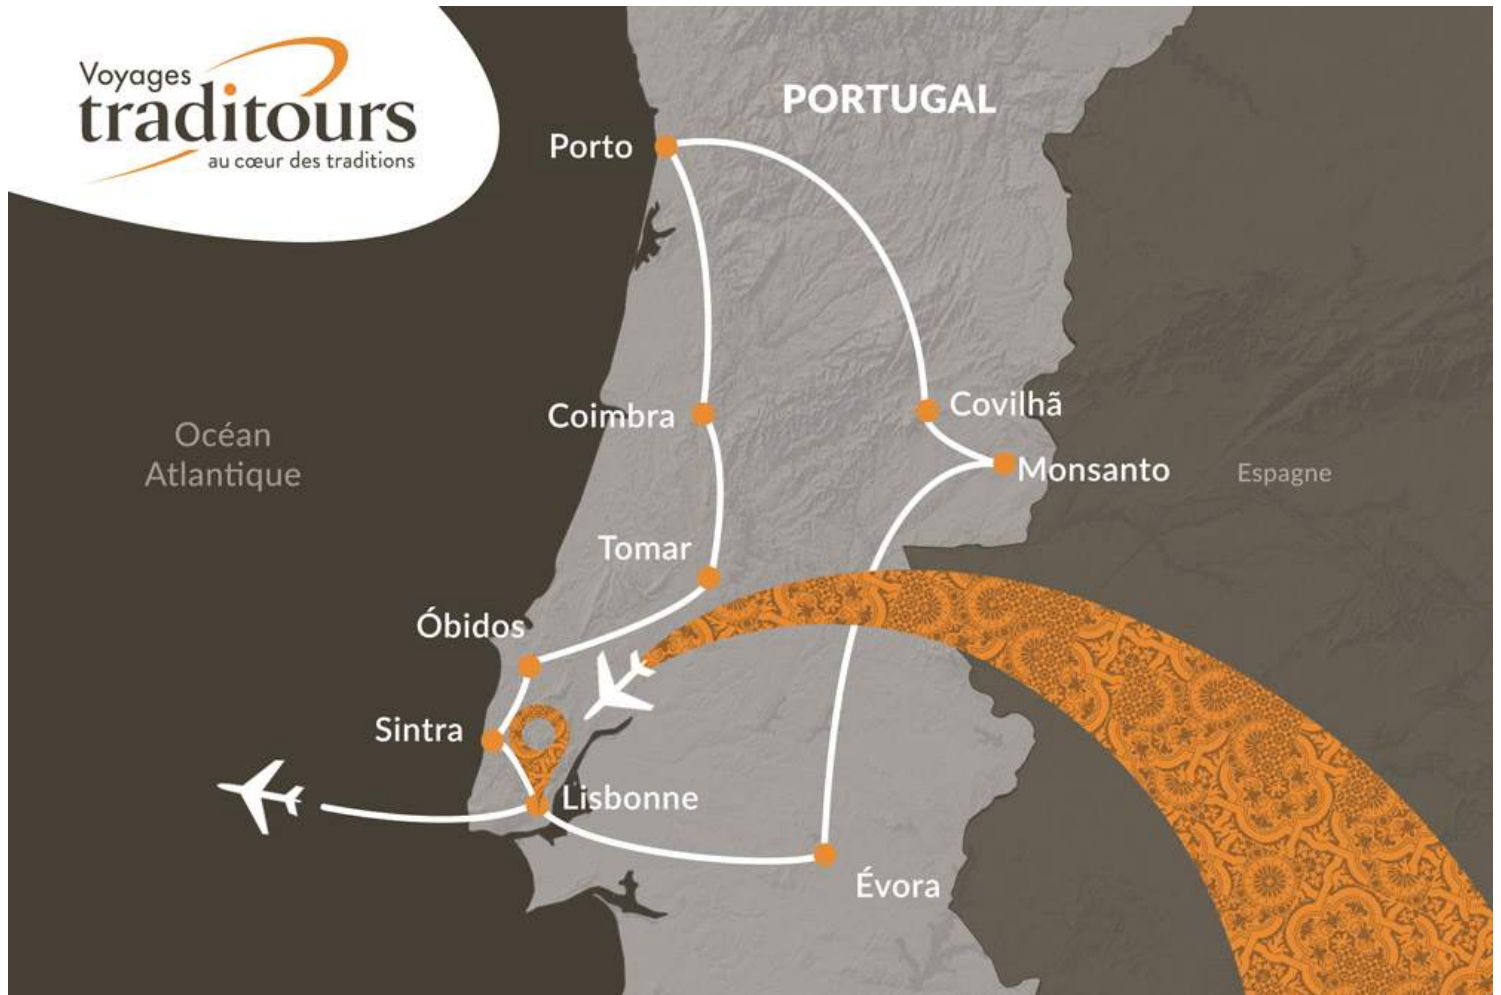 Voyages
traditours
au cœur des traditions
PORTUGAL
Porto
Coimbra
Covilhã
Monsanto
Océan
Atlantique
Espagne
Tomar
Óbidos
Sintra
Lisbonne
Évora